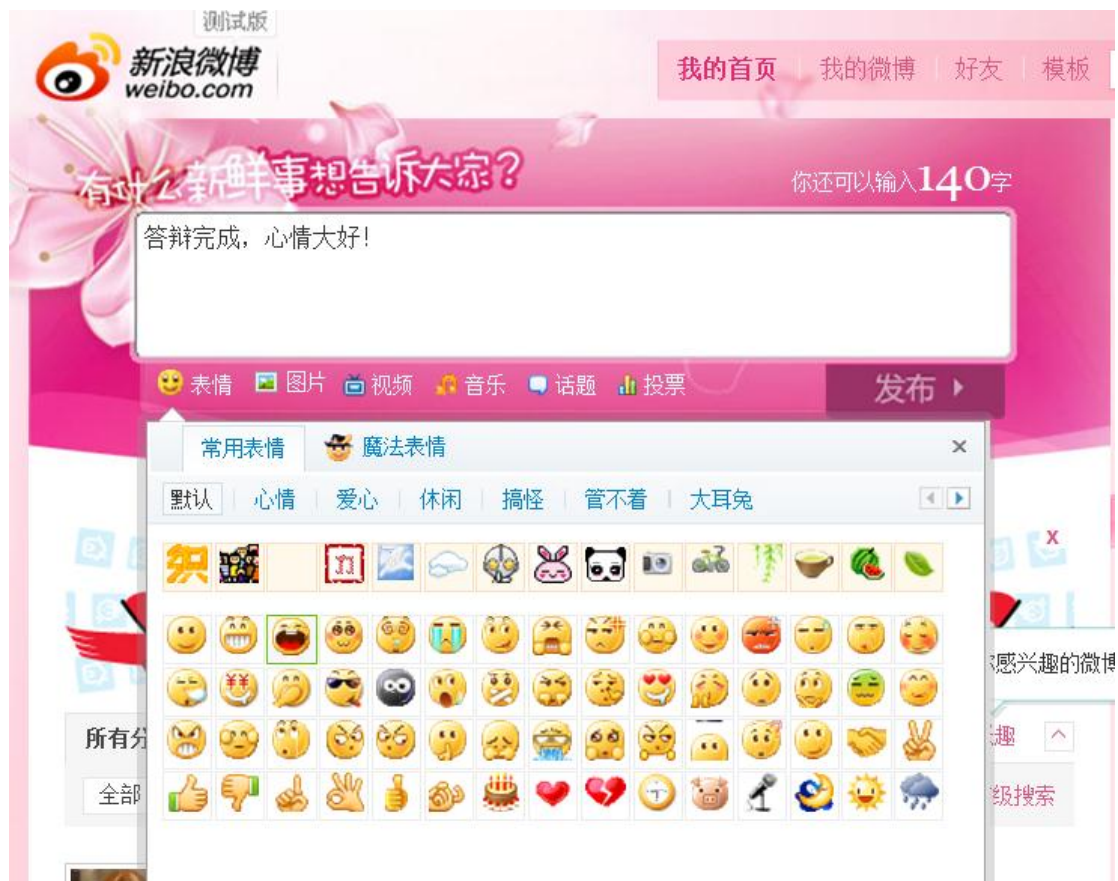 测试版
新浪微博
weibo.com
我的首页 我的微博 好友 模板
有什么新鲜事想告诉大家?
你还可以输入140字
答辩完成，心情大好！
表情 图片 视频 音乐 话题 投票
发布
常用表情 魔法表情 ×
默认 心情 爱心 休闲 搞怪 管不着 大耳兔
x
感兴趣的微博
所有分
趣
全部
级搜索